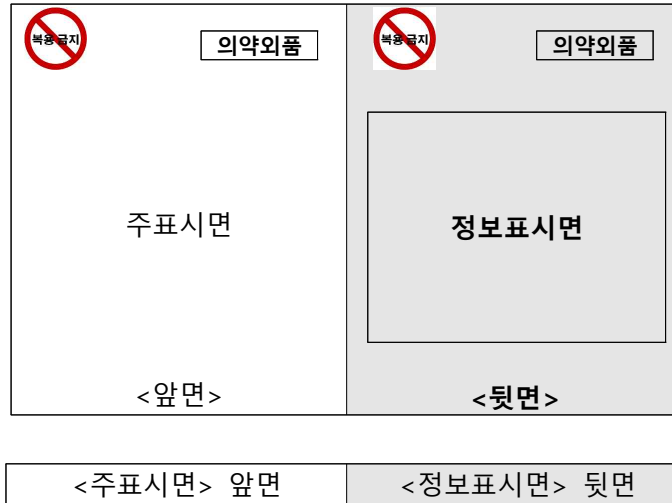 복용금지
의약외품
복용금지
의약외품
주표시면
정보표시면
<앞면>
<뒷면>
<주표시면> 앞면
<정보표시면> 뒷면